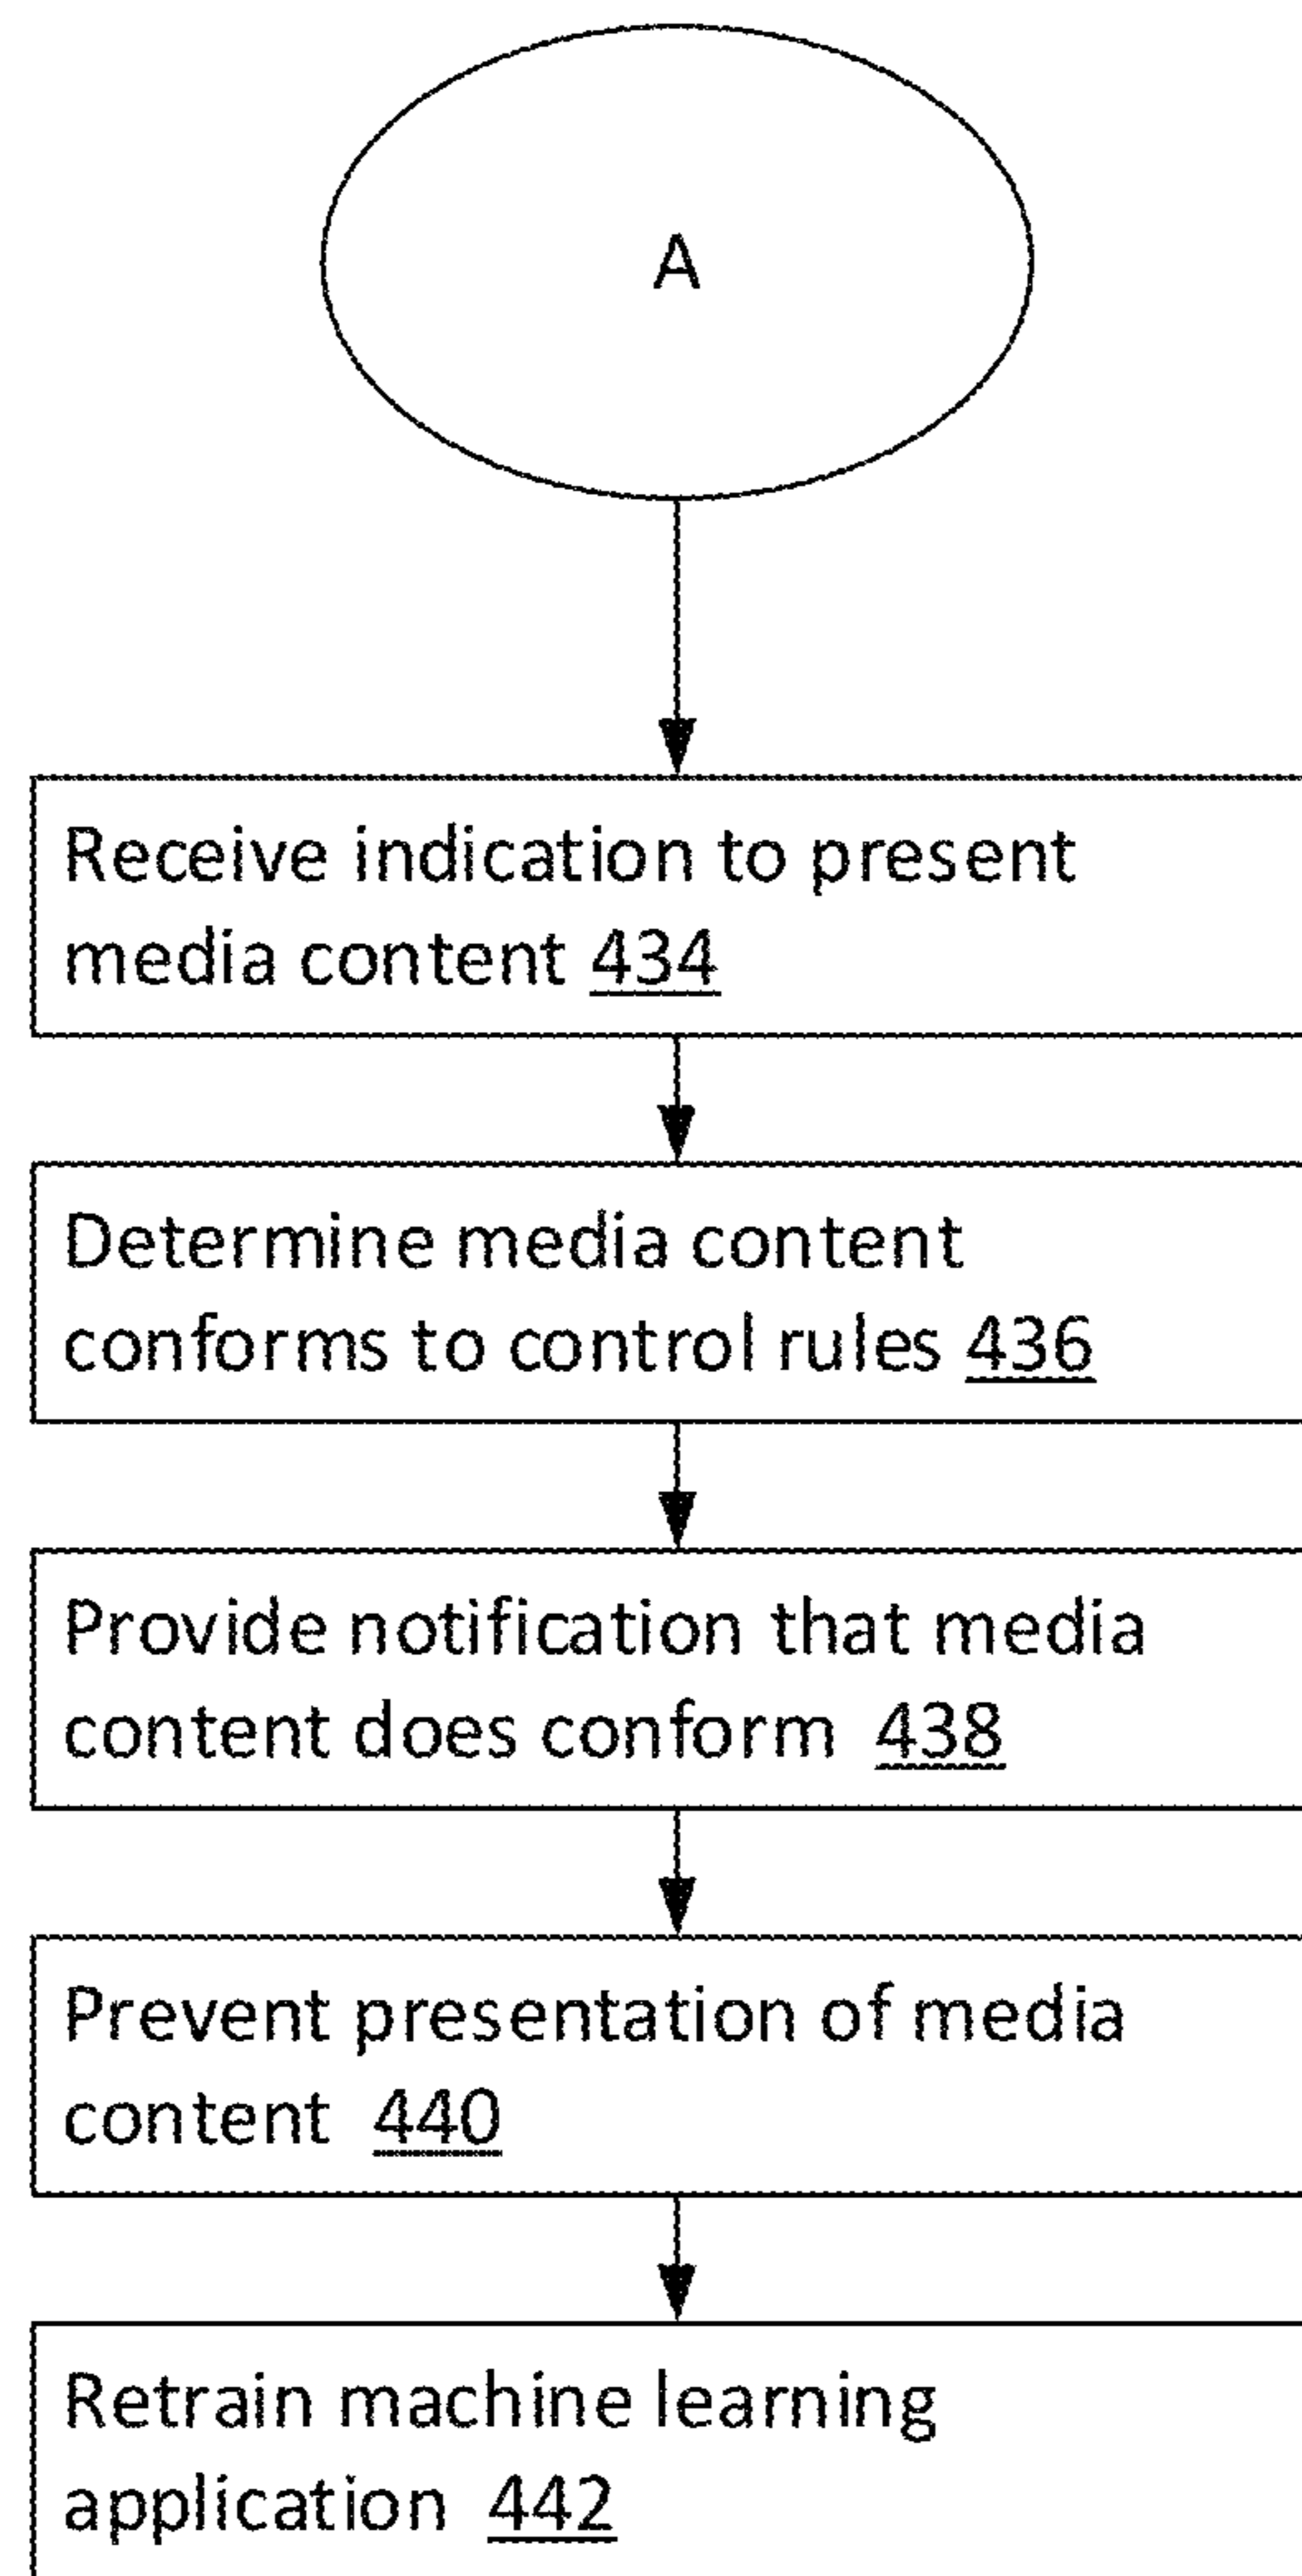 A
Receive indication to present
media content 434
Determine media content
conforms to control rules 436
Provide notification that media
content does conform 438
Prevent presentation of media
content 440
Retrain machine learning
application 442